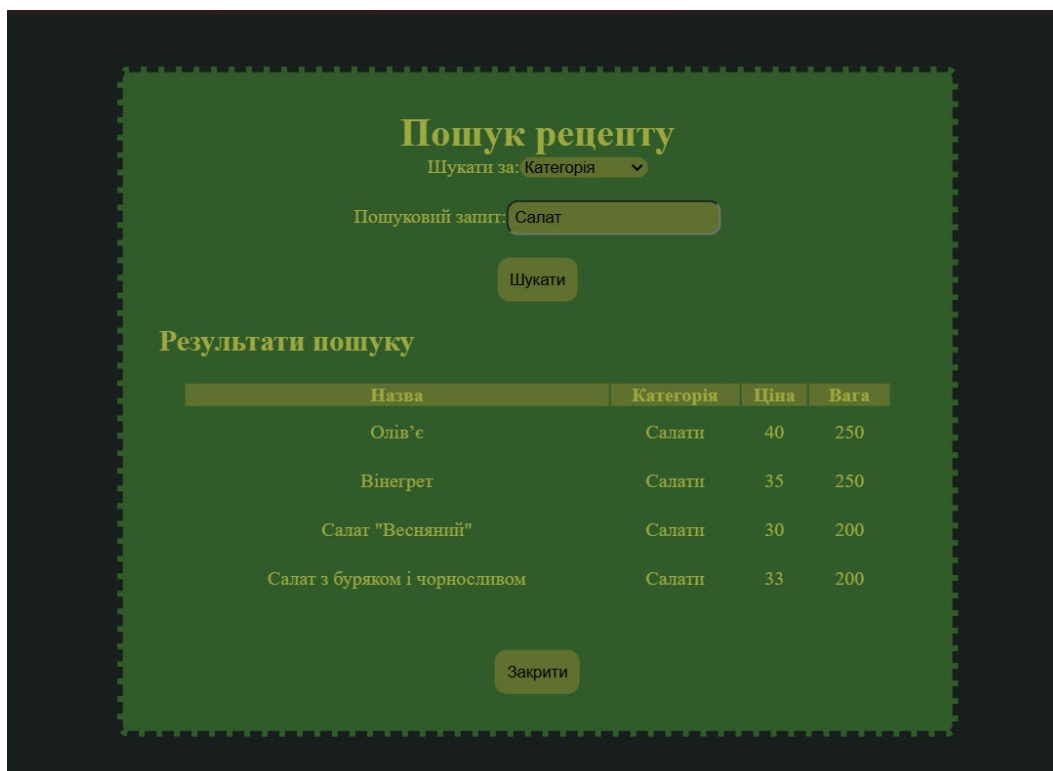 Пошук рецепту
Шукати за: Категорія
Пошуковий запит: Салат
Шукати
Результати пошуку
Назва Категорія Ціна Вага
Олів’є Салати 40 250
Вінегрет Салати 35 250
Салат "Весняний" Салати 30 200
Салат з буряком і чорносливом Салати 33 200
Закрити